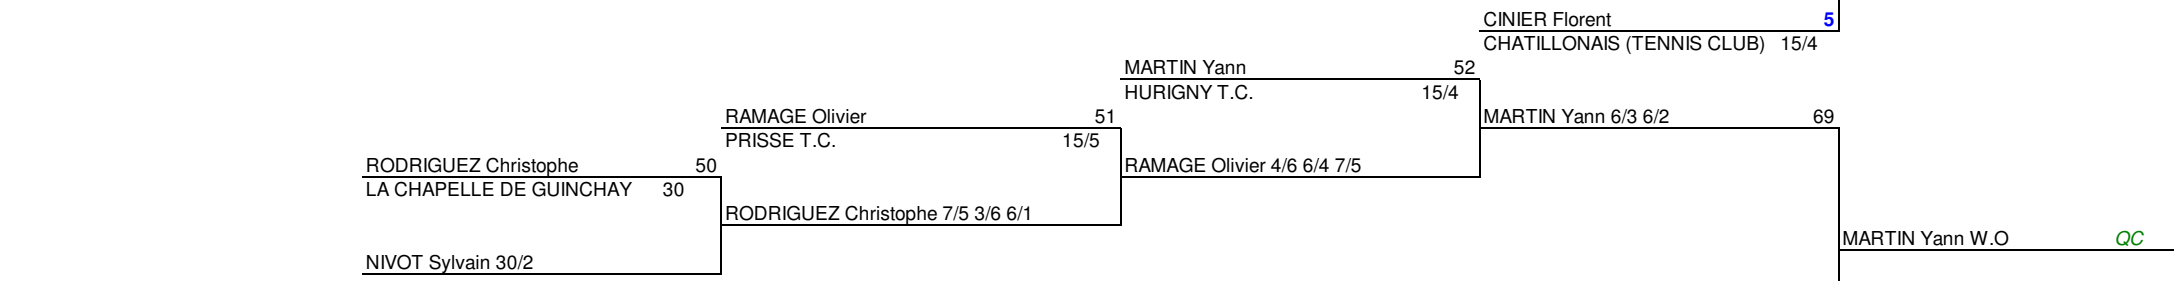 CINIER Florent 5
CHATILLONAIS (TENNIS CLUB) 15/4
MARTIN Yann 52
HURIGNY T.C. 15/4
RAMAGE Olivier 51
MARTIN Yann 6/3 6/2 69
PRISSE T.C. 15/5
RODRIGUEZ Christophe 50
RAMAGE Olivier 4/6 6/4 7/5
LA CHAPELLE DE GUINCHAY 30
RODRIGUEZ Christophe 7/5 3/6 6/1
MARTIN Yann W.O QC
NIVOT Sylvain 30/2